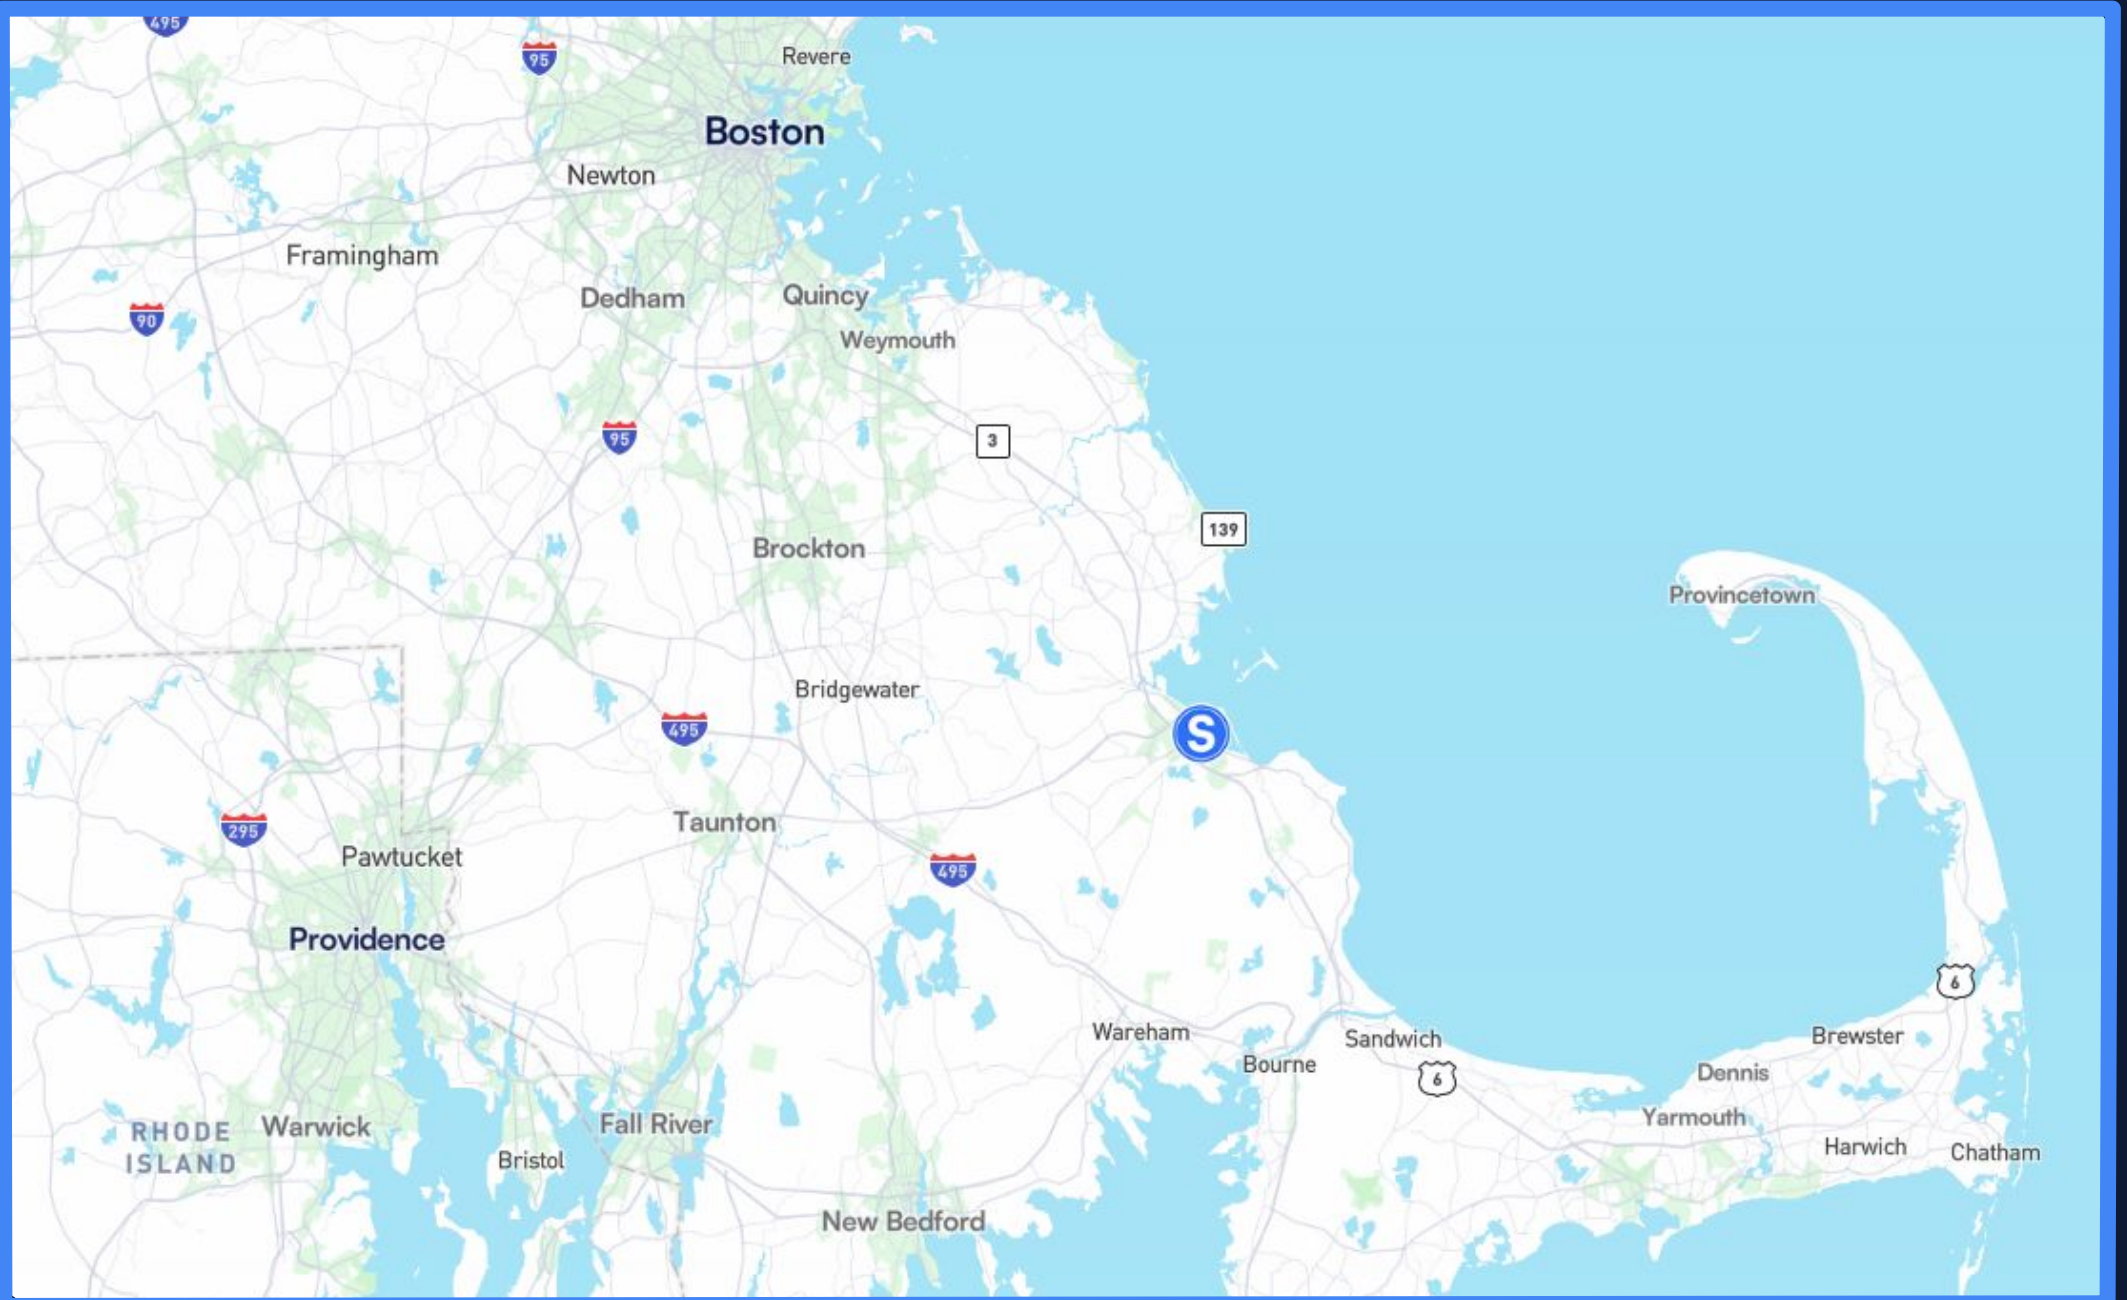 495
95
Revere
Boston
Newton
Framingham
Dedham
Quincy
90
Weymouth
95
3
139
Brockton
Provincetown
Bridgewater
495
S
Taunton
295
Pawtucket
495
Providence
6
Wareham
Sandwich
Brewster
Bourne
6
Dennis
Yarmouth
Fall River
Warwick
RHODE
ISLAND
Harwich
Chatham
Bristol
New Bedford